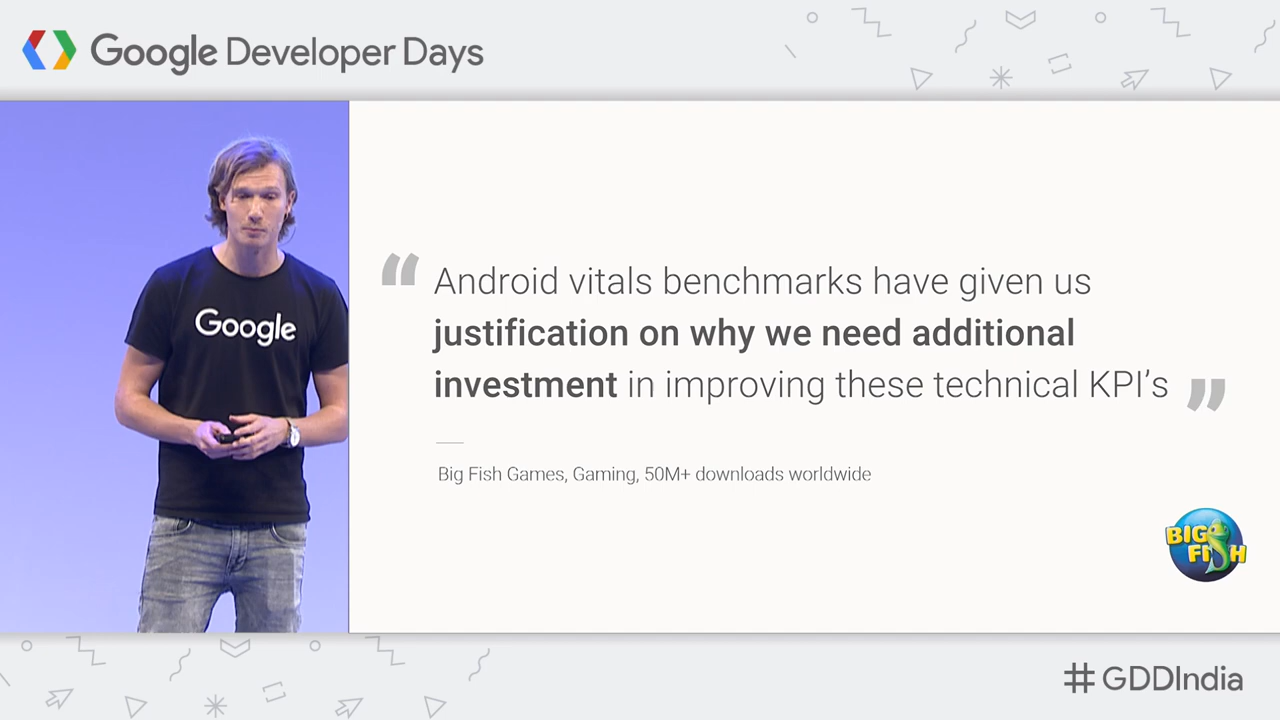 Google Developer Days
Google
“Android vitals benchmarks have given us
justification on why we need additional
investment in improving these technical KPI’s”
Big Fish Games, Gaming, 50M+ downloads worldwide
BIG
FISH
#GDDIndia